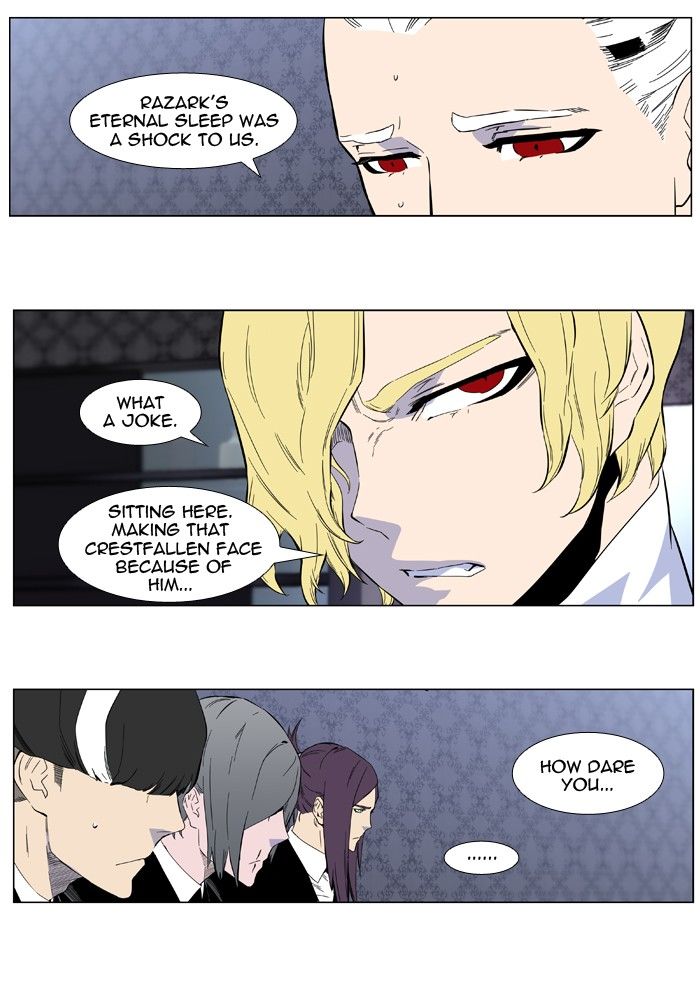 RAZARK'S
ETERNAL SLEEP WAS
A SHOCK TO US.
WHAT
A JOKE.
SITTING HERE.
MAKING THAT
CRESTFALLEN FACE
BECAUSE OF
HIM...
HOW DARE
YOU...
......